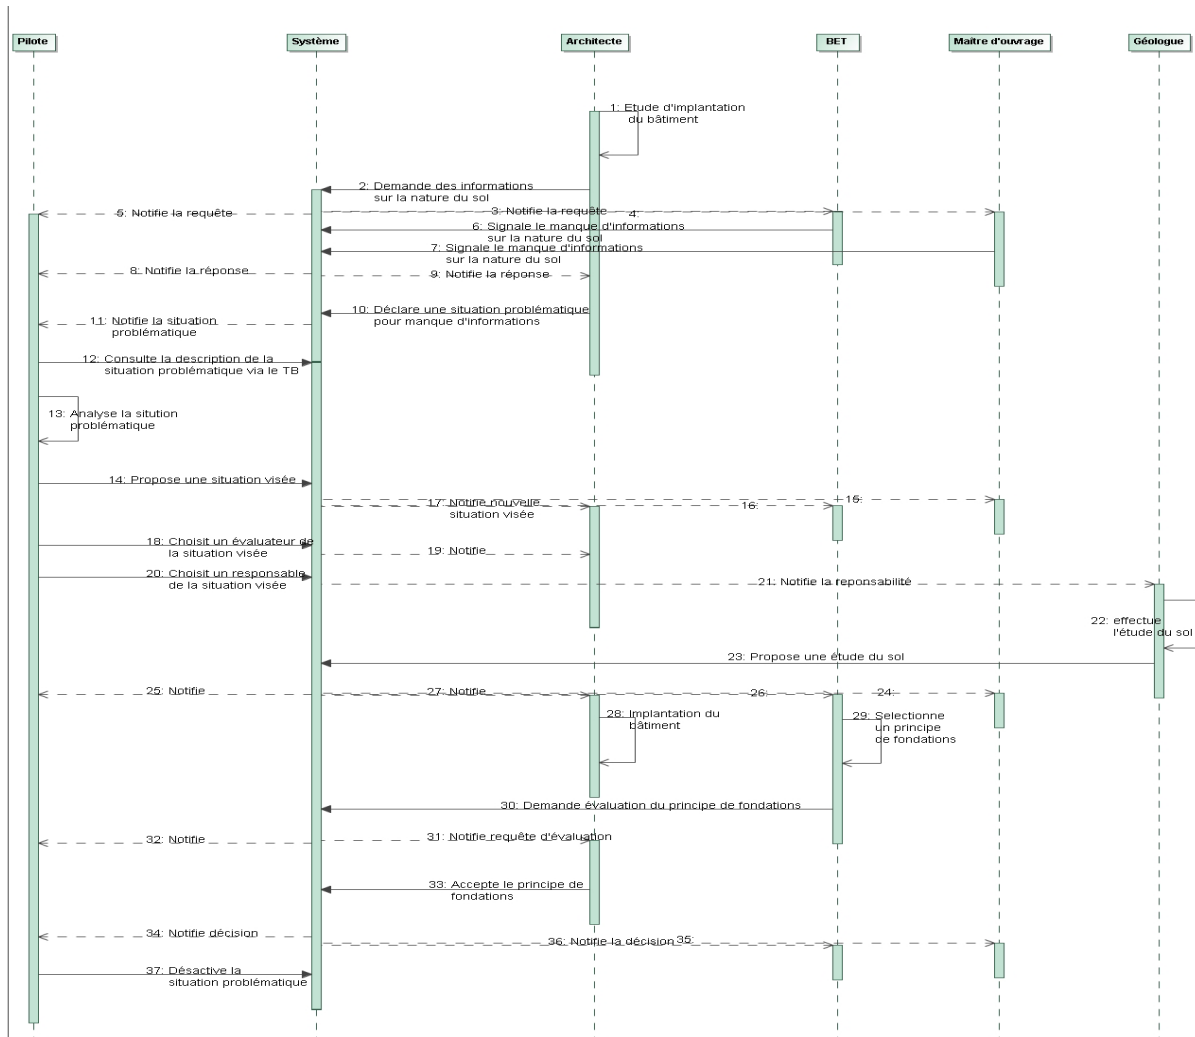 Pilote
Système
Architecte
BET
Maître d'ouvrage
Géologue
1: Etude d'implantation
du bâtiment
2: Demande des informations
sur la nature du sol
5: Notifie la requête
3: Notifie la requête
4:
6: Signale le manque d'informations
sur la nature du sol
7: Signale le manque d'informations
sur la nature du sol
8: Notifie la réponse
9: Notifie la réponse
10: Déclare une situation problématique
pour manque d'informations
11: Notifie la situation
problématique
12: Consulte la description de la
situation problématique via le TB
13: Analyse la sitution
problématique
14: Propose une situation visée
15:
16:
17: Notifie nouvelle
situation visée
18: Choisit un évaluateur de
la situation visée
19: Notifie
20: Choisit un responsable
de la situation visée
21: Notifie la reponsabilité
22: effectue
l'étude du sol
23: Propose une étude du sol
25: Notifie
27: Notifie
26:
24:
28: Implantation du
bâtiment
29: Selectionne
un principe
de fondations
30: Demande évaluation du principe de fondations
31: Notifie requête d'évaluation
32: Notifie
33: Accepte le principe de
fondations
34: Notifie décision
36: Notifie la décision
35:
37: Désactive la
situation problématique